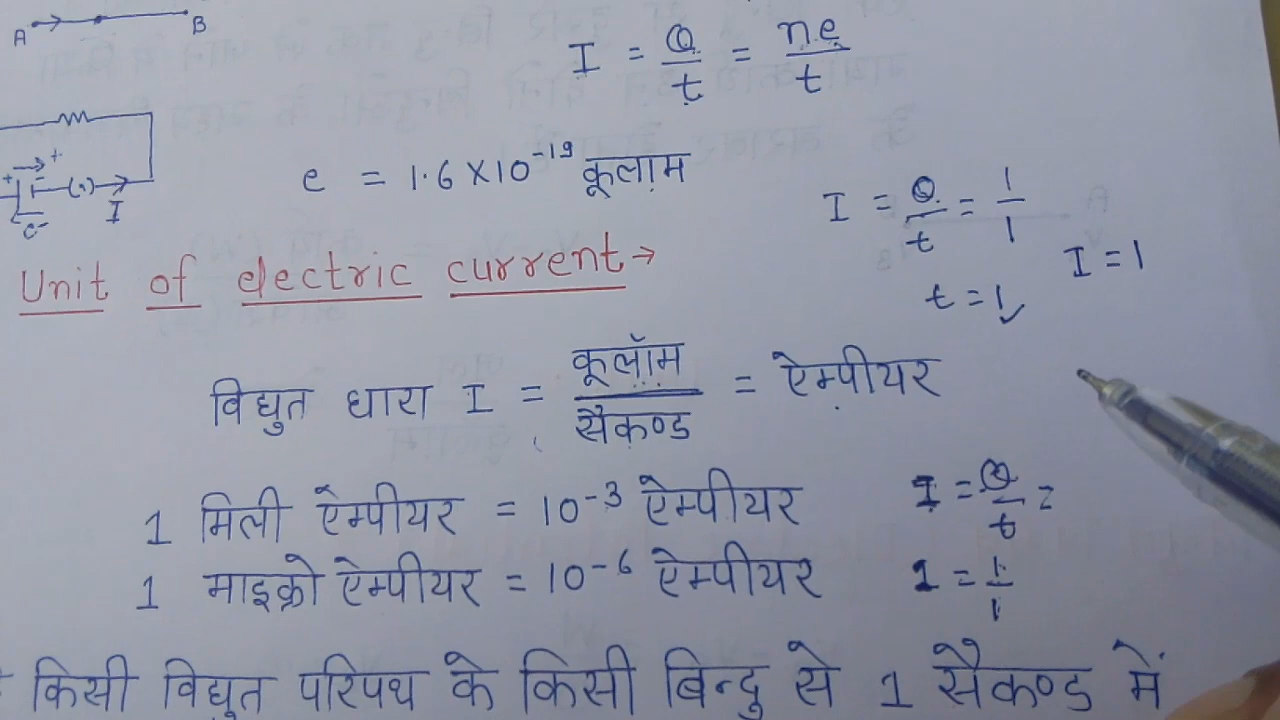 A B
I = Q/t = ne/t
e = 1.6 X 10⁻¹⁹ कूलाम
+ + I e-
I = Q/t = 1/1
I = 1
t = 1
Unit of electric current→
विद्युत धारा I = कूलॉम/सैकण्ड = ऐम्पीयर
1 मिली ऐम्पीयर = 10⁻³ ऐम्पीयर
I = Q/t =
1 माइक्रो ऐम्पीयर = 10⁻⁶ ऐम्पीयर
1 = 1/1
किसी विद्युत परिपथ के किसी बिन्दु से 1 सैकण्ड में